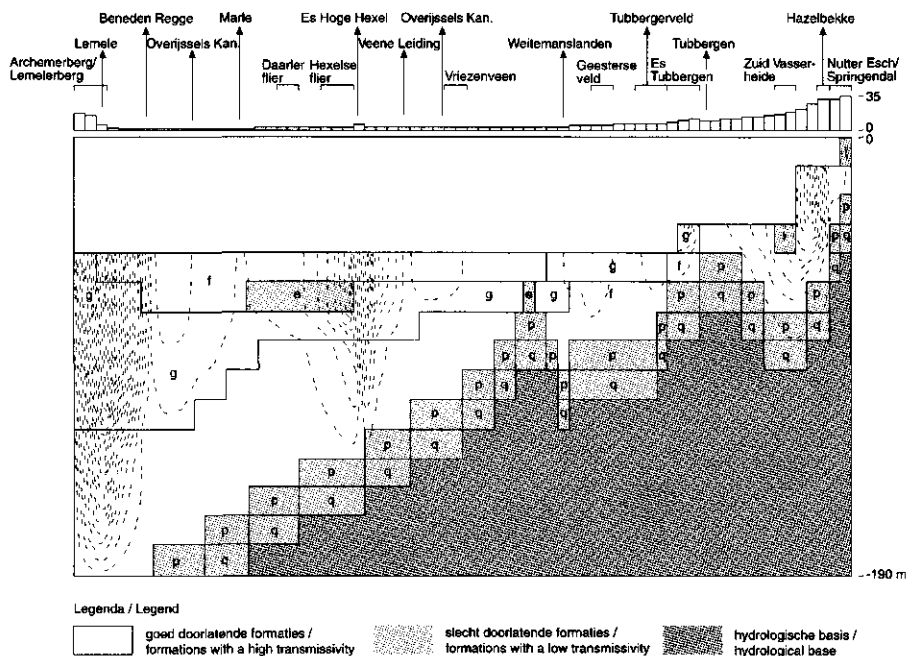 Beneden Regge
Marle
Es Hoge Hexel
Overijssels Kan.
Tubbergerveld
Hazelbekke
Lemele
Overijssels Kan.
Veene Leiding
Weitemanslanden
Tubbergen
Archemerberg/
Lemelerberg
Daarler
flier
Hexelse
flier
Vriezenveen
Geesterse
veld
Es
Tubbergen
Zuid Vasser-
heide
Nutter Esch/
Springendal
35
0
0
g f p
g f e g e g f p q p p q
p p q p q
g p q p p p q q
p q p q
p q q
p q
p q
p q
p q
p q
-190 m
Legenda / Legend
goed doorlatende formaties /
formations with a high transmissivity
slecht doorlatende formaties /
formations with a low transmissivity
hydrologische basis /
hydrological base